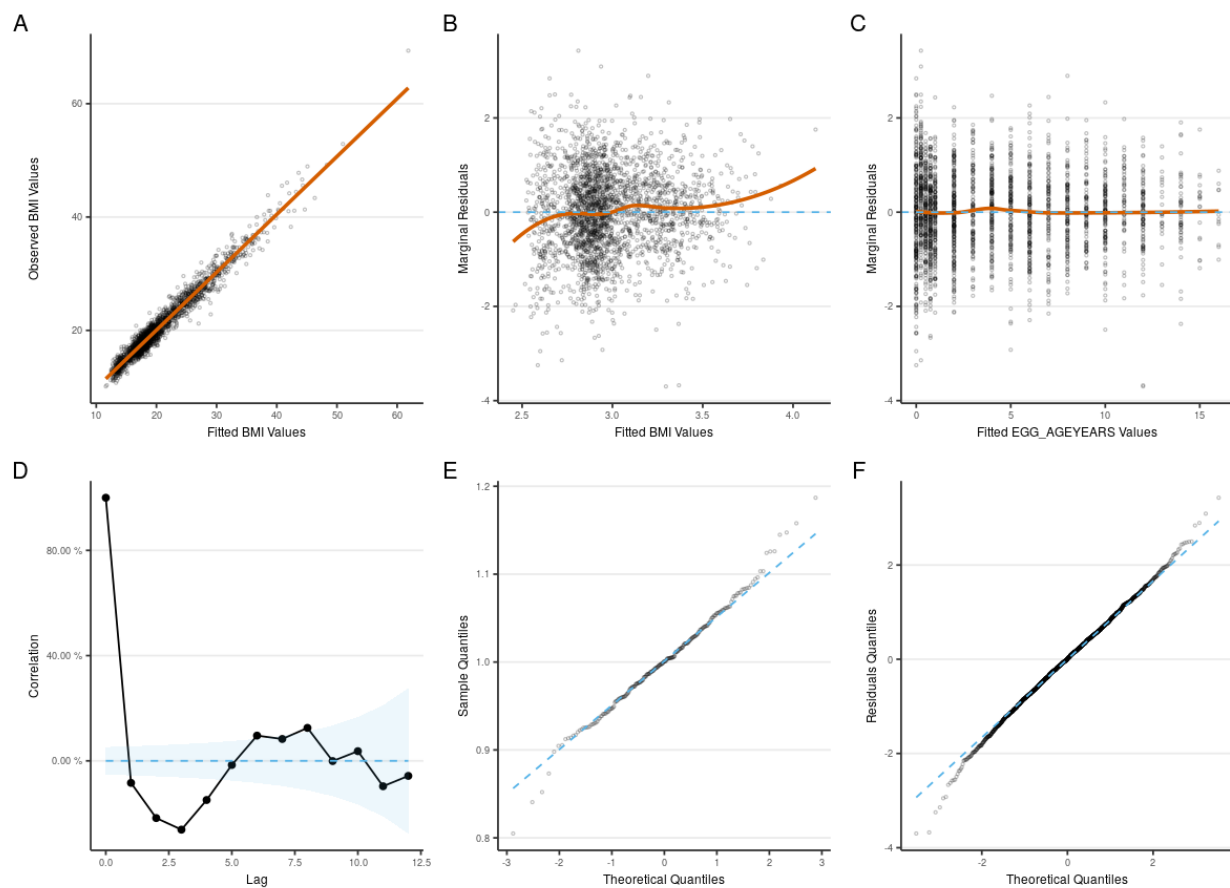 A
Observed BMI Values
60
40
20
10 20 30 40 50 60
Fitted BMI Values
B
Marginal Residuals
2
0
-2
-4
2.5 3.0 3.5 4.0
Fitted BMI Values
C
Marginal Residuals
2
0
-2
-4
0 5 10 15
Fitted EGG_AGEYEARS Values
D
Correlation
80.00 %
40.00 %
0.00 %
0.0 2.5 5.0 7.5 10.0 12.5
Lag
E
Sample Quantiles
1.2
1.1
1.0
0.9
0.8
-3 -2 -1 0 1 2 3
Theoretical Quantiles
F
Residuals Quantiles
2
0
-2
-4
-2 0 2
Theoretical Quantiles